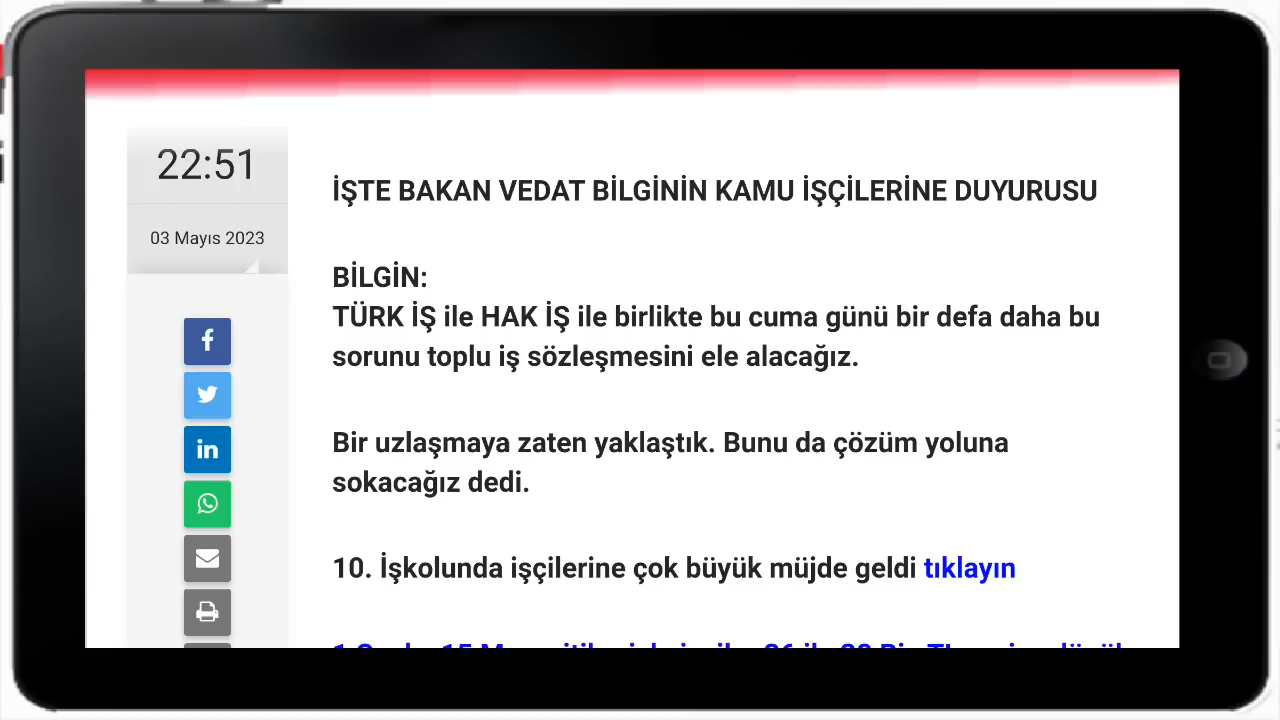 22:51
03 Mayıs 2023
İŞTE BAKAN VEDAT BİLGİNİN KAMU İŞÇİLERİNE DUYURUSU
BİLGİN:
TÜRK İŞ ile HAK İŞ ile birlikte bu cuma günü bir defa daha bu
sorunu toplu iş sözleşmesini ele alacağız.
Bir uzlaşmaya zaten yaklaştık. Bunu da çözüm yoluna
sokacağız dedi.
10. İşkolunda işçilerine çok büyük müjde geldi tıklayın